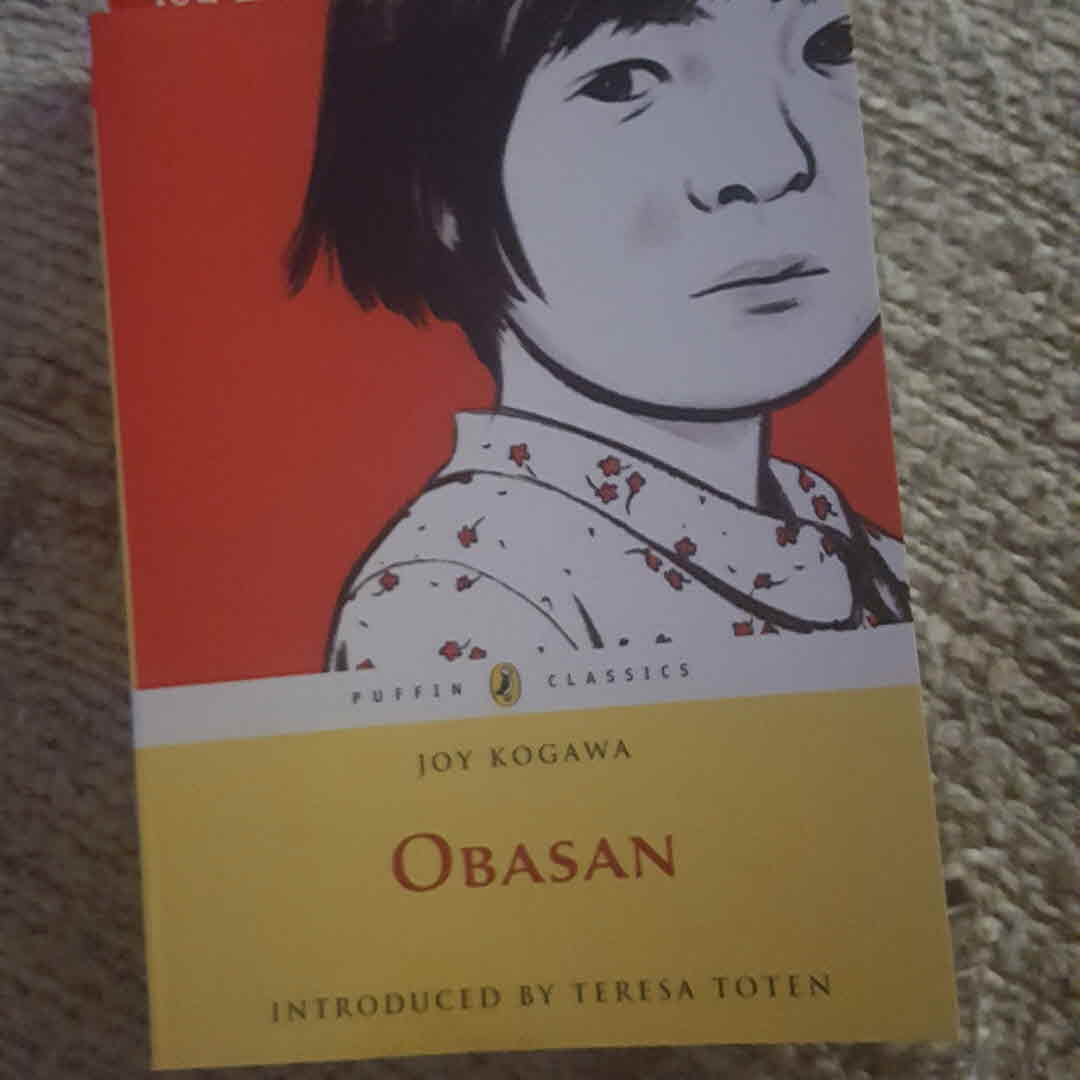 PUFFIN CLASSICS
JOY KOGAWA
OBASAN
INTRODUCED BY TERESA TOTEN